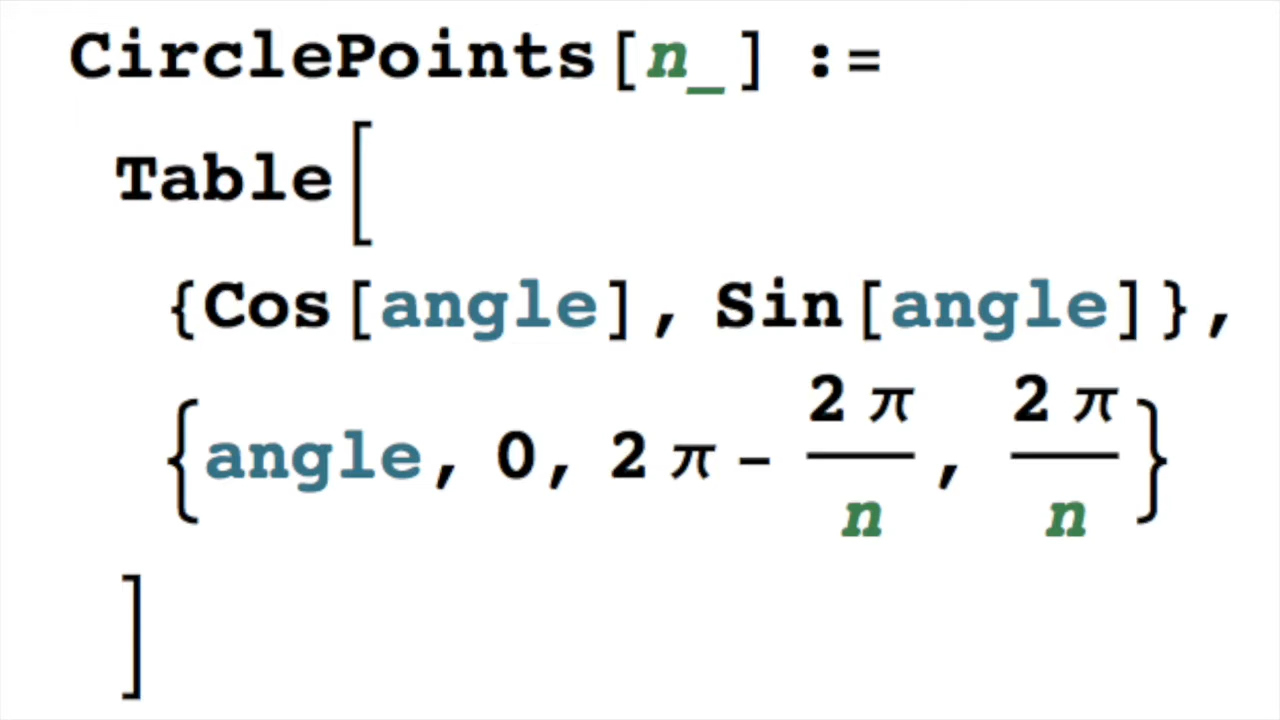 CirclePoints[n_] :=
Table[
{Cos[angle], Sin[angle]},
{angle, 0, 2 π - 2 π/n, 2 π/n}
]